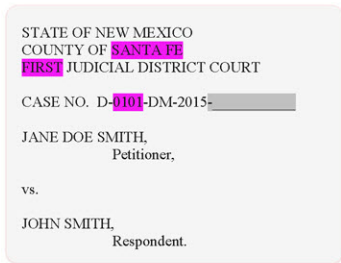 STATE OF NEW MEXICO
COUNTY OF SANTA FE
FIRST JUDICIAL DISTRICT COURT
CASE NO. D-0101-DM-2015-____________
JANE DOE SMITH,
Petitioner,
vs.
JOHN SMITH,
Respondent.